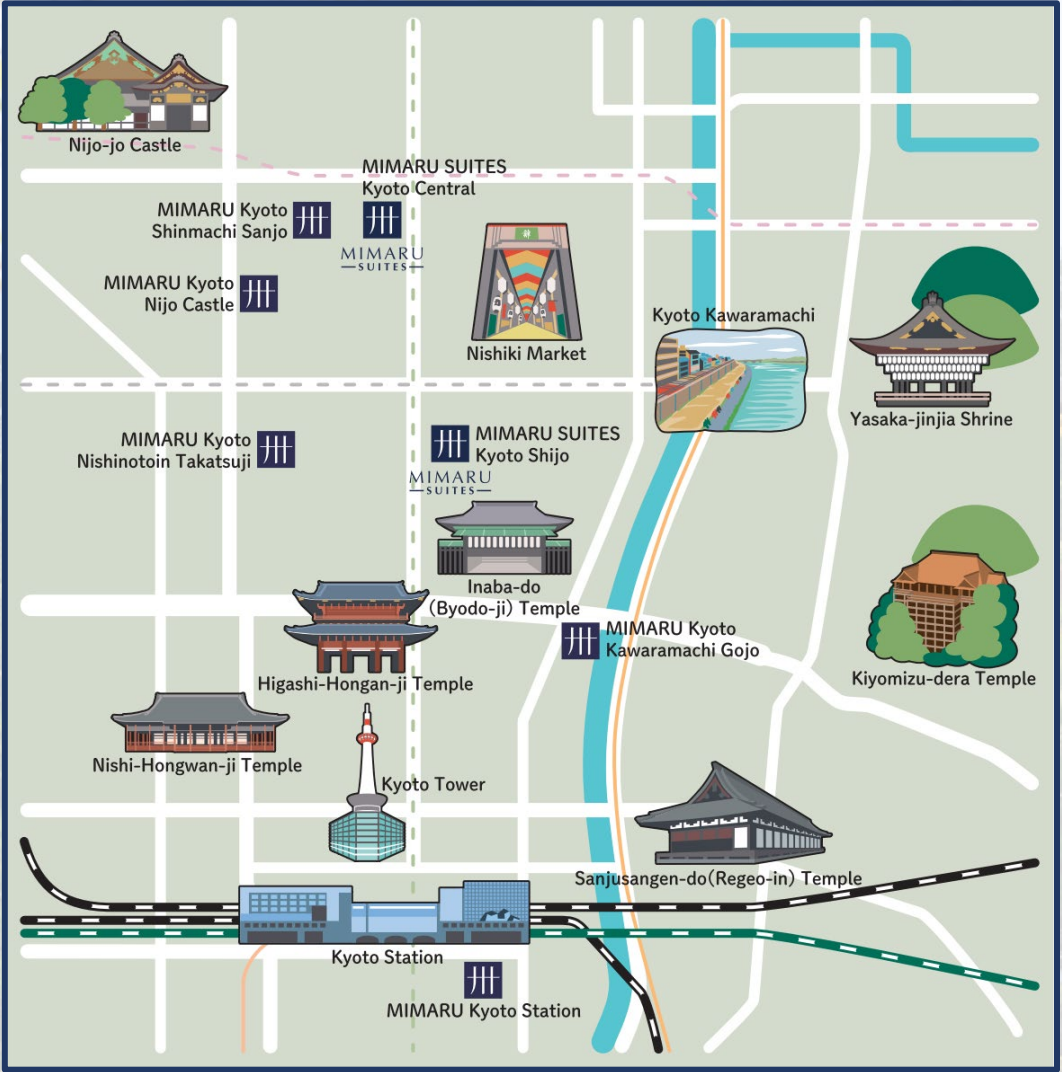 Nijo-jo Castle
MIMARU SUITES
Kyoto Central
MIMARU Kyoto
Shinmachi Sanjo
MIMARU
SUITES
MIMARU Kyoto
Nijo Castle
Nishiki Market
Kyoto Kawaramachi
Yasaka-jinjia Shrine
MIMARU Kyoto
Nishinotoin Takatsuji
MIMARU SUITES
Kyoto Shijo
MIMARU
SUITES
Inaba-do
(Byodo-ji) Temple
MIMARU Kyoto
Kawaramachi Gojo
Kiyomizu-dera Temple
Higashi-Hongan-ji Temple
Nishi-Hongwan-ji Temple
Kyoto Tower
Sanjusangen-do(Regeo-in) Temple
Kyoto Station
MIMARU Kyoto Station